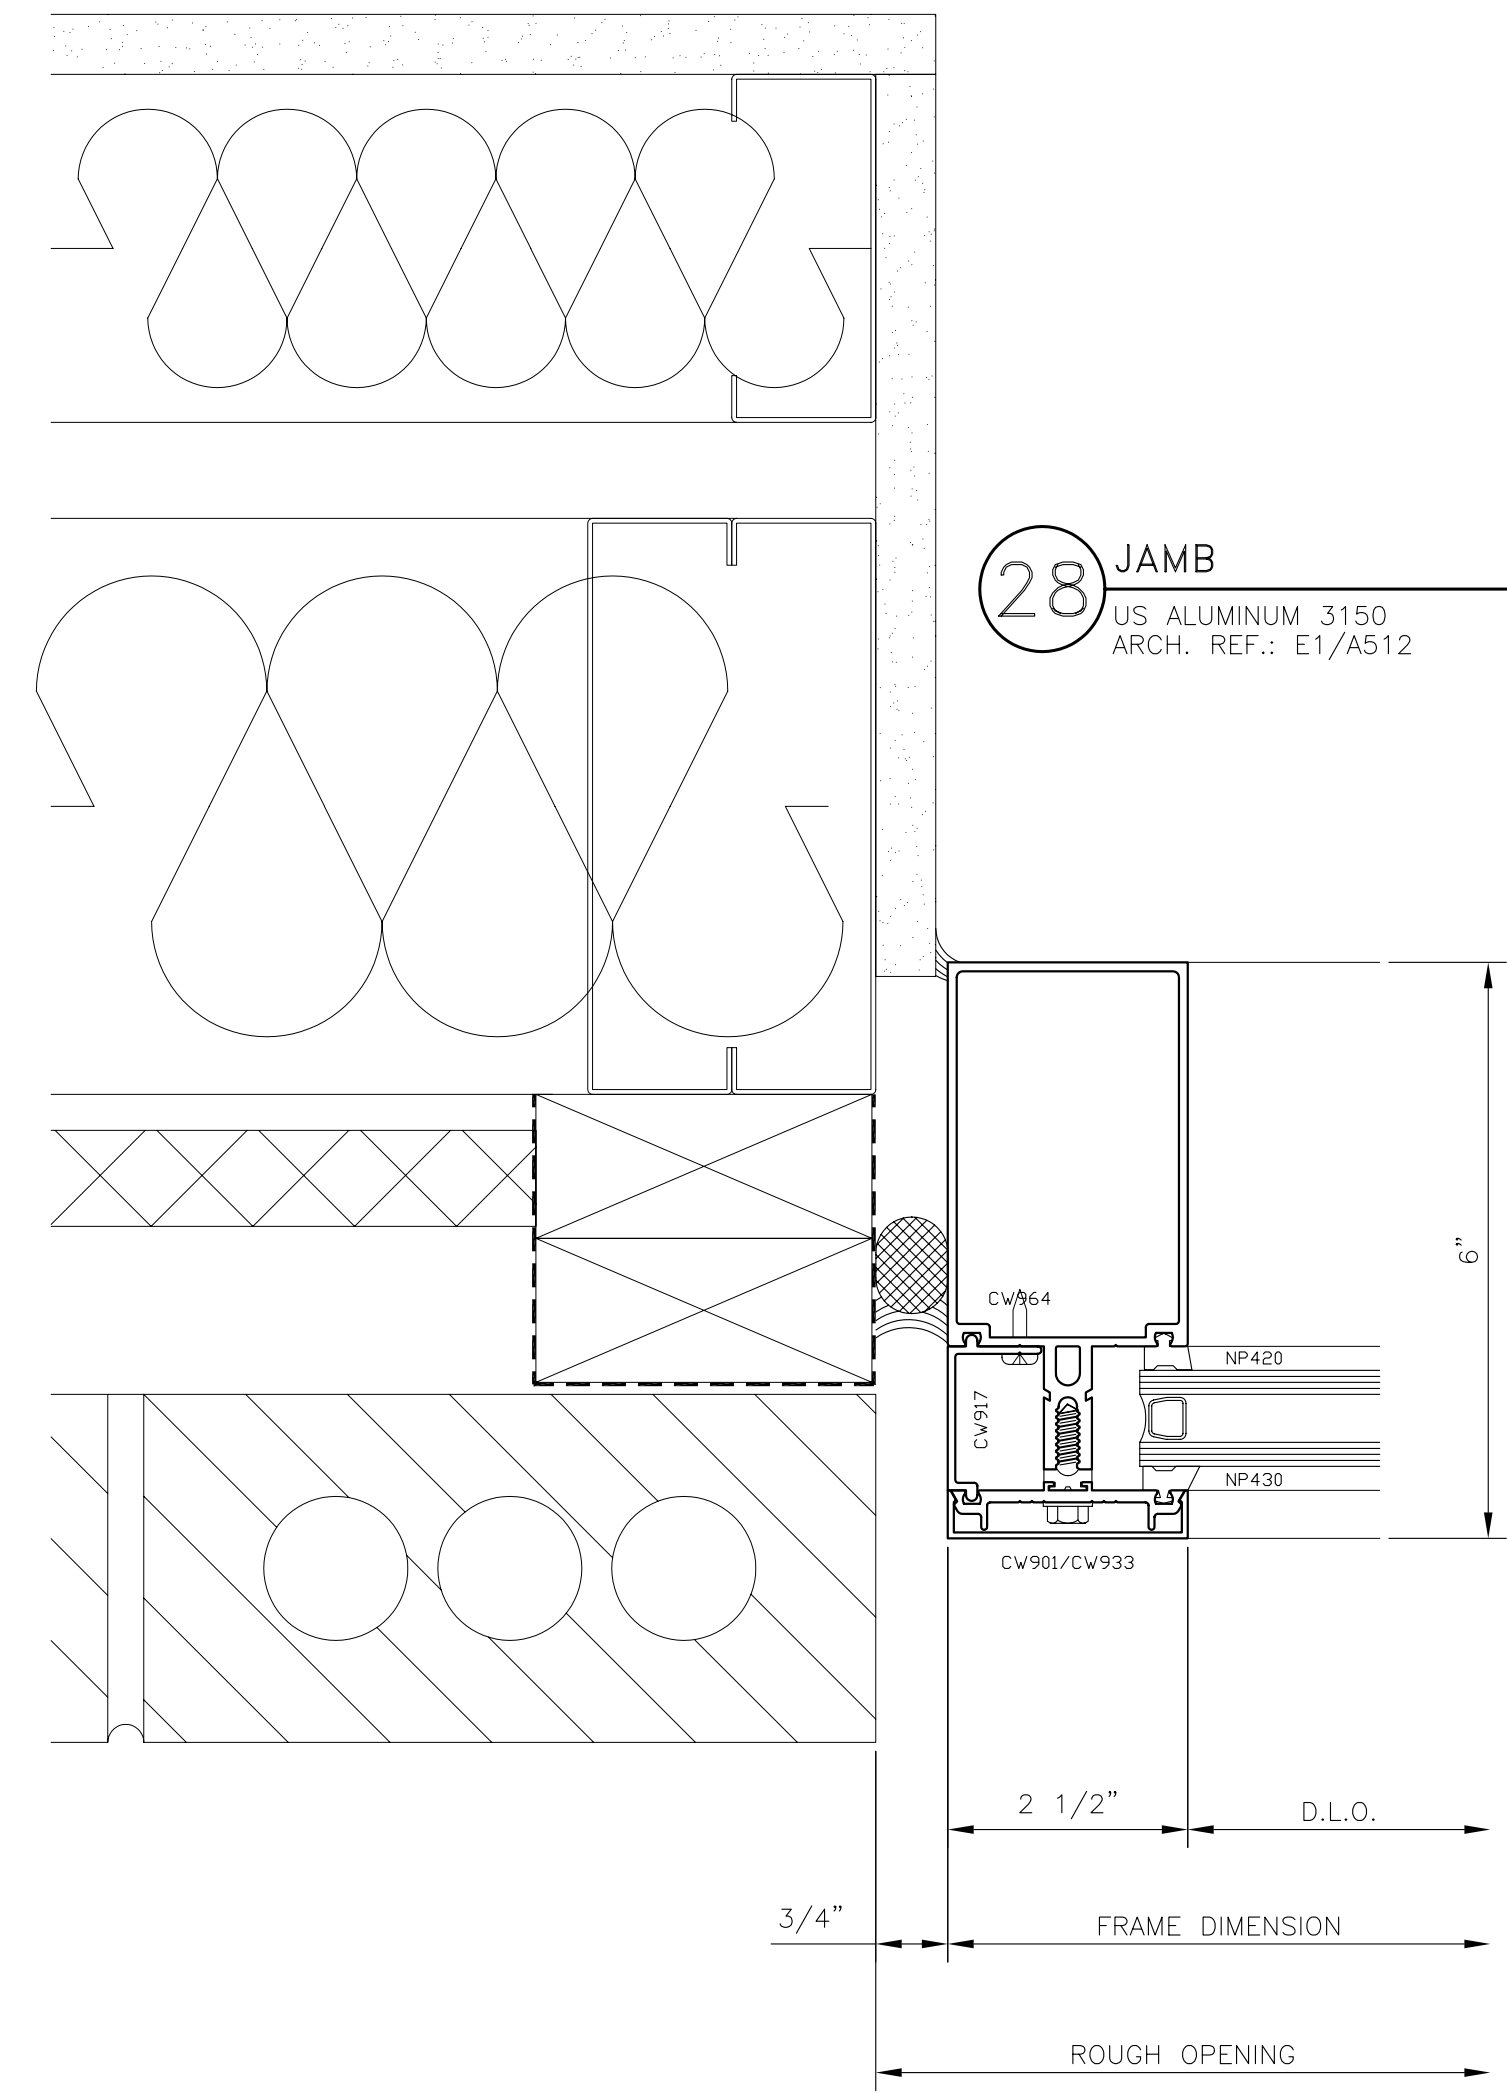 28
JAMB
US ALUMINUM 3150
ARCH. REF.: E1/A512
6"
CW964
NP420
CW917
NP430
CW901/CW933
2 1/2"
D.L.O.
3/4"
FRAME DIMENSION
ROUGH OPENING